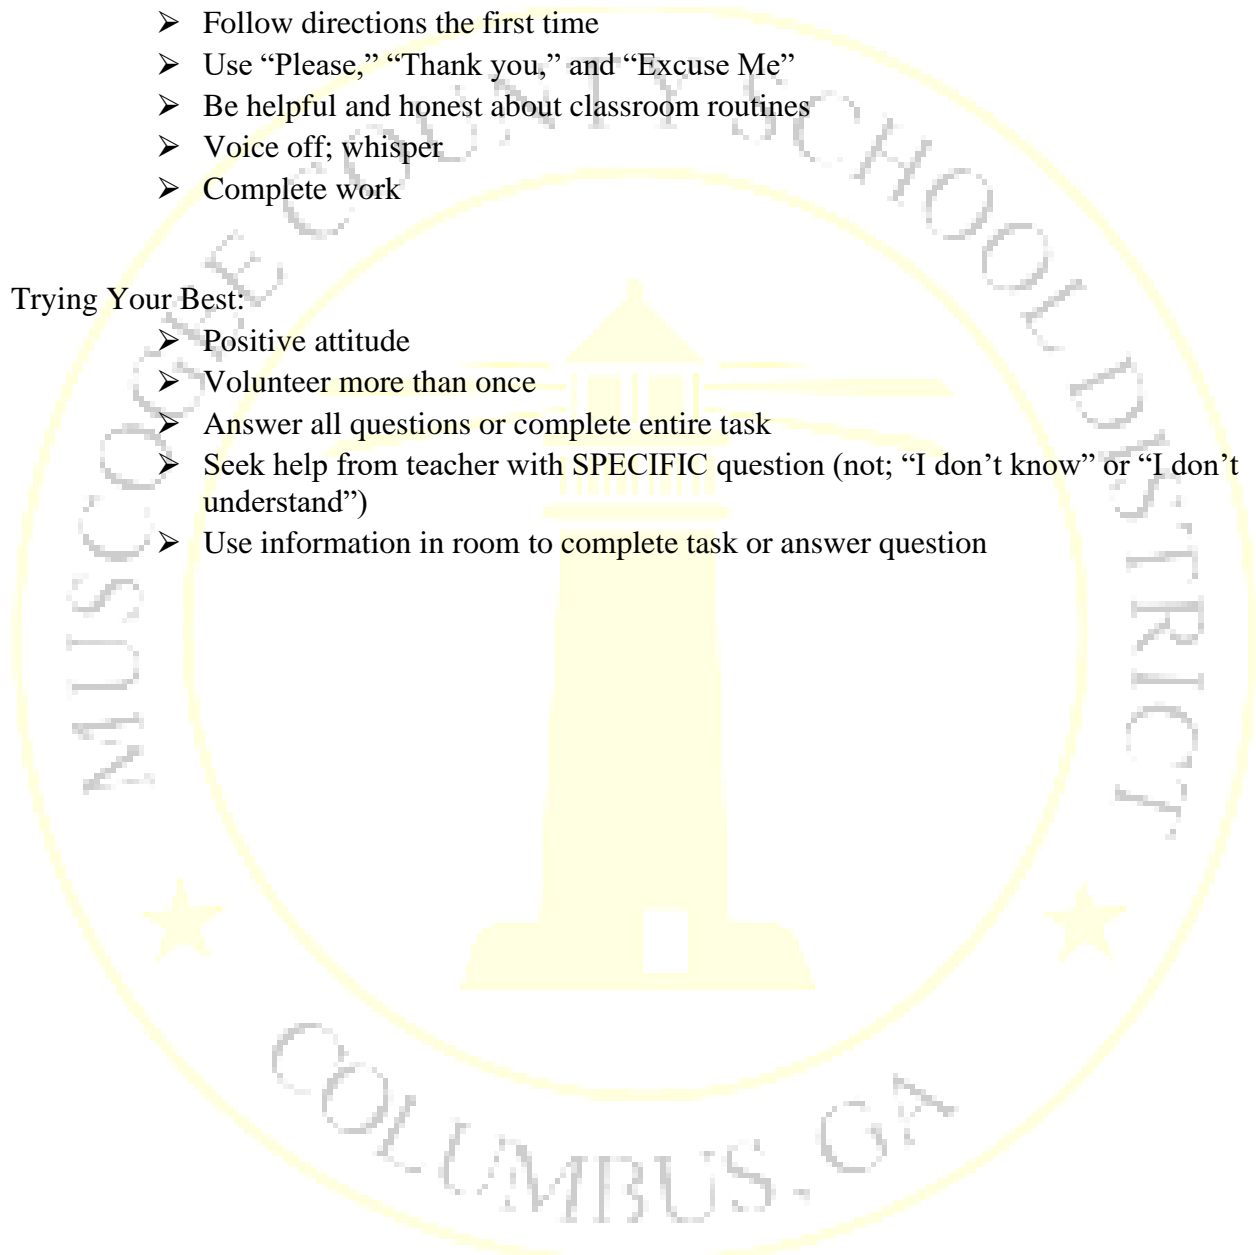 ➢ Follow directions the first time
➢ Use “Please,” “Thank you,” and “Excuse Me”
➢ Be helpful and honest about classroom routines
➢ Voice off; whisper
➢ Complete work
Trying Your Best:
➢ Positive attitude
➢ Volunteer more than once
➢ Answer all questions or complete entire task
➢ Seek help from teacher with SPECIFIC question (not; “I don’t know” or “I don’t
understand”)
➢ Use information in room to complete task or answer question
MUSCOGEE COUNTY SCHOOL DISTRICT
COLUMBUS, GA